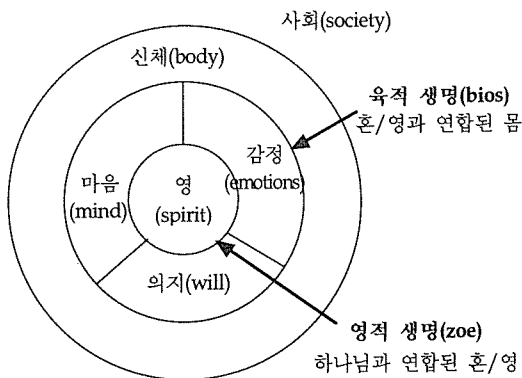 사회(society)
신체(body)
육적 생명(bios)
혼/영과 연합된 몸
감정
(emotions)
마음
(mind)
영
(spirit)
의지(will)
영적 생명(zoe)
하나님과 연합된 혼/영